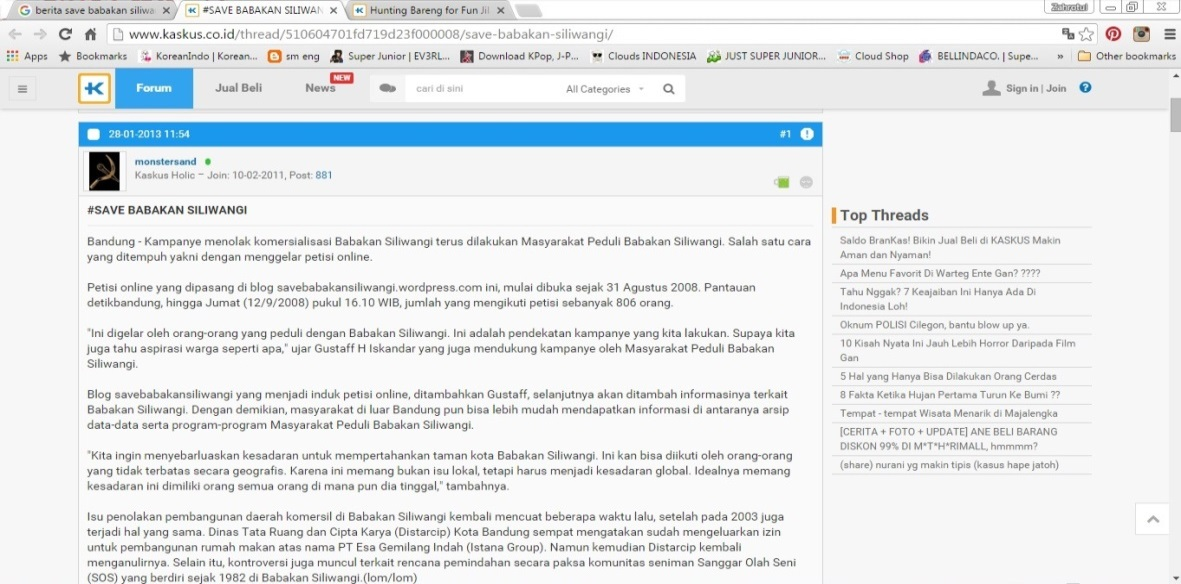 berita save babakan siliwa
#SAVE BABAKAN SILIWAN
Hunting Bareng for Fun Jil
Zahratul
www.kaskus.co.id/thread/510604701fd719d23f000008/save-babakan-siliwangi/
Apps
Bookmarks
KoreanIndo | Korean...
sm eng
Super Junior | EV3RL...
Download KPop, J-P...
Clouds INDONESIA
JUST SUPER JUNIOR...
Cloud Shop
BELLINDACO. | Supe...
»
Other bookmarks
Forum
Jual Beli
News
NEW
cari di sini
All Categories
Sign in | Join
?
28-01-2013 11:54
#1
monstersand
Kaskus Holic – Join: 10-02-2011, Post: 881
#SAVE BABAKAN SILIWANGI
Bandung - Kampanye menolak komersialisasi Babakan Siliwangi terus dilakukan Masyarakat Peduli Babakan Siliwangi. Salah satu cara
yang ditempuh yakni dengan menggelar petisi online.
Petisi online yang dipasang di blog savebabakansiliwangi.wordpress.com ini, mulai dibuka sejak 31 Agustus 2008. Pantauan
detikbandung, hingga Jumat (12/9/2008) pukul 16.10 WIB, jumlah yang mengikuti petisi sebanyak 806 orang.
"Ini digelar oleh orang-orang yang peduli dengan Babakan Siliwangi. Ini adalah pendekatan kampanye yang kita lakukan. Supaya kita
juga tahu aspirasi warga seperti apa," ujar Gustaff H Iskandar yang juga mendukung kampanye oleh Masyarakat Peduli Babakan
Siliwangi.
Blog savebabakansiliwangi yang menjadi induk petisi online, ditambahkan Gustaff, selanjutnya akan ditambah informasinya terkait
Babakan Siliwangi. Dengan demikian, masyarakat di luar Bandung pun bisa lebih mudah mendapatkan informasi di antaranya arsip
data-data serta program-program Masyarakat Peduli Babakan Siliwangi.
"Kita ingin menyebarluaskan kesadaran untuk mempertahankan taman kota Babakan Siliwangi. Ini kan bisa diikuti oleh orang-orang
yang tidak terbatas secara geografis. Karena ini memang bukan isu lokal, tetapi harus menjadi kesadaran global. Idealnya memang
kesadaran ini dimiliki orang semua orang di mana pun dia tinggal," tambahnya.
Isu penolakan pembangunan daerah komersil di Babakan Siliwangi kembali mencuat beberapa waktu lalu, setelah pada 2003 juga
terjadi hal yang sama. Dinas Tata Ruang dan Cipta Karya (Distarcip) Kota Bandung sempat mengatakan sudah mengeluarkan izin
untuk pembangunan rumah makan atas nama PT Esa Gemilang Indah (Istana Group). Namun kemudian Distarcip kembali
menganulirnya. Selain itu, kontroversi juga muncul terkait rencana pemindahan secara paksa komunitas seniman Sanggar Olah Seni
(SOS) yang berdiri sejak 1982 di Babakan Siliwangi.(lom/lom)
Top Threads
Saldo BranKas! Bikin Jual Beli di KASKUS Makin
Aman dan Nyaman!
Apa Menu Favorit Di Warteg Ente Gan? ????
Tahu Nggak? 7 Keajaiban Ini Hanya Ada Di
Indonesia Loh!
Oknum POLISI Cilegon, bantu blow up ya.
10 Kisah Nyata Ini Jauh Lebih Horror Daripada Film
Gan
5 Hal yang Hanya Bisa Dilakukan Orang Cerdas
8 Fakta Ketika Hujan Pertama Turun Ke Bumi ??
Tempat - tempat Wisata Menarik di Majalengka
[CERITA + FOTO + UPDATE] ANE BELI BARANG
DISKON 99% DI M*T*H*RIMALL, hmmmm?
(share) nurani yg makin tipis (kasus hape jatoh)